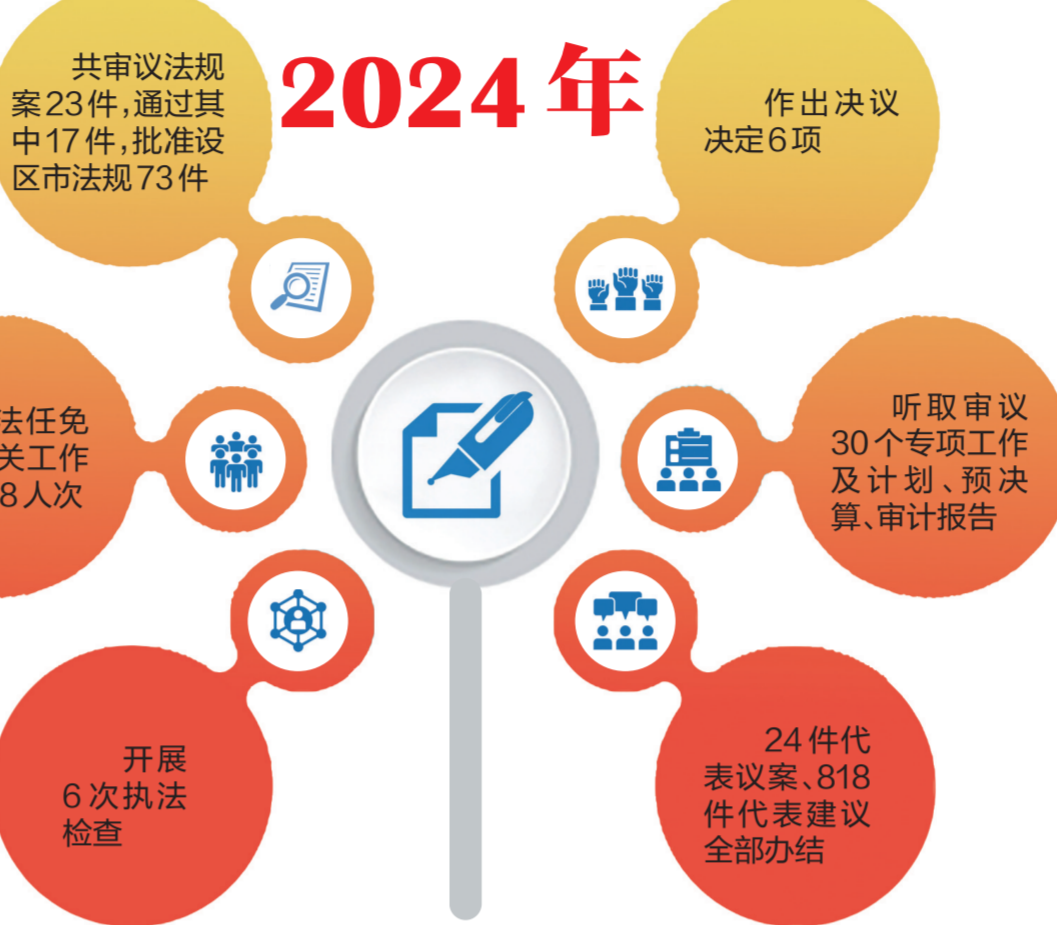 2024年
共审议法规
案23件,通过其
中17件,批准设
区市法规73件
作出决议
决定6项
法任免
关工作
8人次
听取审议
30个专项工作
及计划、预决
算、审计报告
开展
6次执法
检查
24件代
表议案、818
件代表建议
全部办结